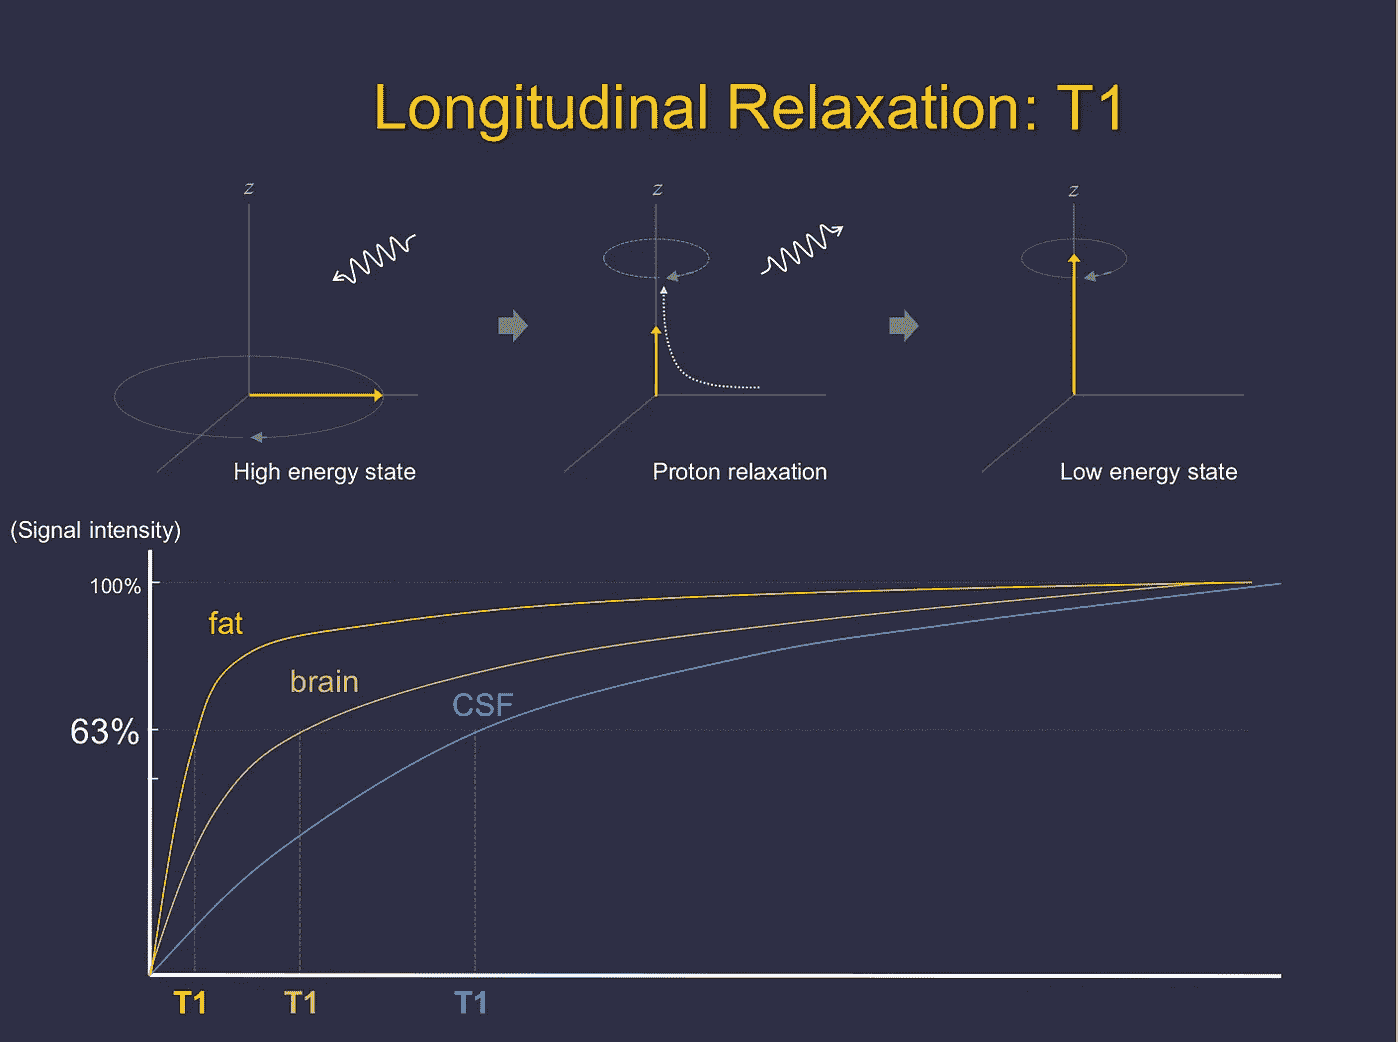 Longitudinal Relaxation: T1
z
z
z
High energy state
Proton relaxation
Low energy state
(Signal intensity)
100%
fat
brain
CSF
63%
T1
T1
T1